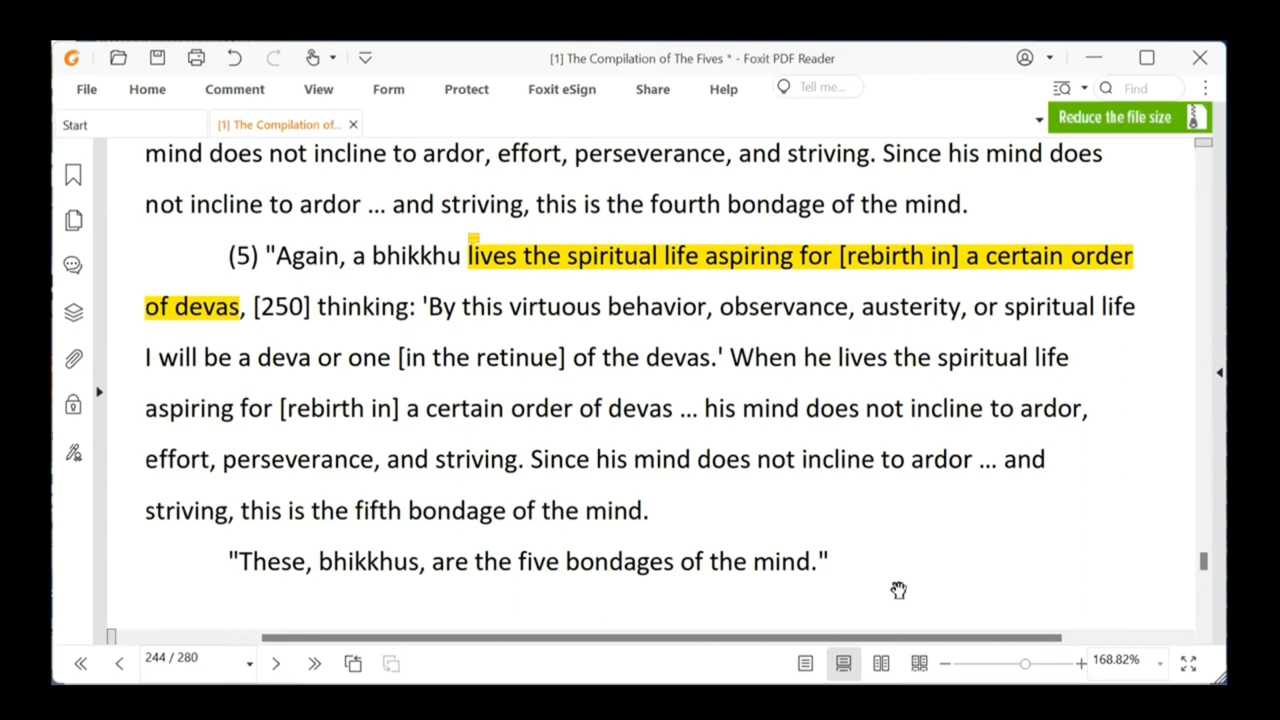 [1] The Compilation of The Fives * - Foxit PDF Reader
File Home Comment View Form Protect Foxit eSign Share Help Tell me... Find
Start [1] The Compilation of... Reduce the file size
mind does not incline to ardor, effort, perseverance, and striving. Since his mind does
not incline to ardor ... and striving, this is the fourth bondage of the mind.
(5) "Again, a bhikkhu lives the spiritual life aspiring for [rebirth in] a certain order
of devas, [250] thinking: 'By this virtuous behavior, observance, austerity, or spiritual life
I will be a deva or one [in the retinue] of the devas.' When he lives the spiritual life
aspiring for [rebirth in] a certain order of devas ... his mind does not incline to ardor,
effort, perseverance, and striving. Since his mind does not incline to ardor ... and
striving, this is the fifth bondage of the mind.
"These, bhikkhus, are the five bondages of the mind."
244 / 280 168.82%